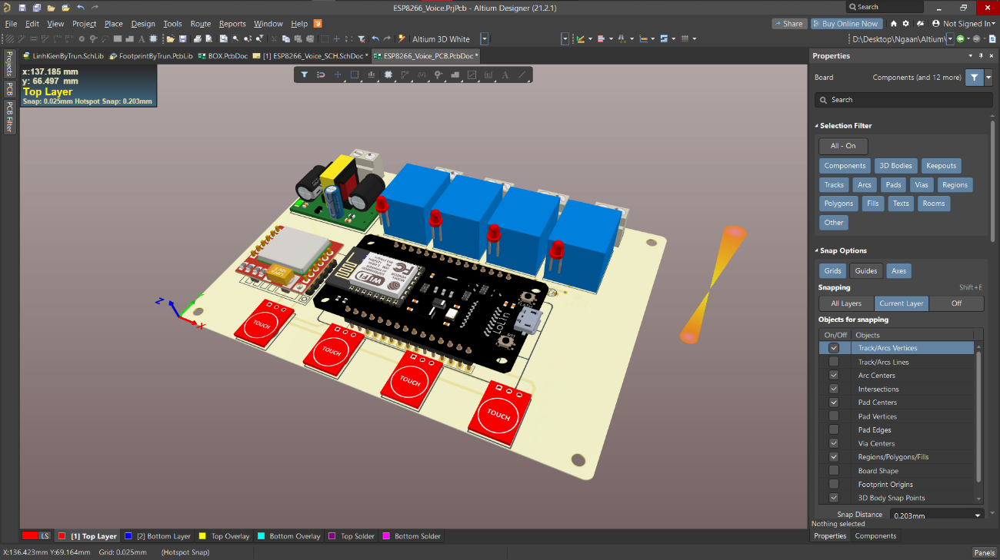 ESP8266_Voice.PrjPcb - Altium Designer (21.2.1)
Search
File Edit View Project Place Design Tools Route Reports Window Help
Share
Buy Online Now
Not Signed In
Altium 3D White
D:\Desktop\Ngaan\Altium\
LinhKienByTrun.SchLib
FootprintByTrun.PcbLib
BOX.PcbDoc
[1] ESP8266_Voice_SCH.SchDoc *
ESP8266_Voice_PCB.PcbDoc *
Projects
PCB
PCB Filter
x:137.185 mm
y: 66.497 mm
Top Layer
Snap: 0.025mm Hotspot Snap: 0.203mm
WiFi
FC
LoLin
FLASH
RST
TOUCH
TOUCH
TOUCH
TOUCH
Z
X
Properties
Board
Components (and 12 more)
Search
Selection Filter
All - On
Components 3D Bodies Keepouts
Tracks Arcs Pads Vias Regions
Polygons Fills Texts Rooms
Other
Snap Options
Grids Guides Axes
Snapping Shift+E
All Layers Current Layer Off
Objects for snapping
On/Off Objects
Track/Arcs Vertices
Track/Arcs Lines
Arc Centers
Intersections
Pad Centers
Pad Vertices
Pad Edges
Via Centers
Regions/Polygons/Fills
Board Shape
Footprint Origins
3D Body Snap Points
Snap Distance 0.203mm
Nothing selected
Properties Components
LS
[1] Top Layer
[2] Bottom Layer
Top Overlay
Bottom Overlay
Top Solder
Bottom Solder
X:136.423mm Y:69.164mm Grid: 0.025mm (Hotspot Snap)
Panels